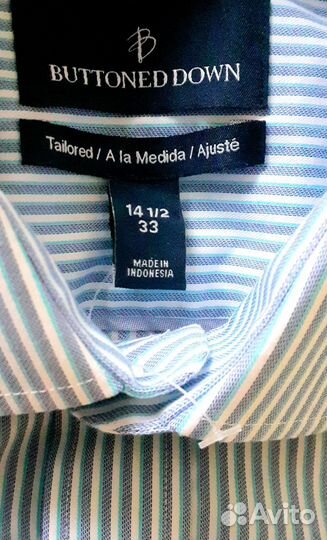 B
BUTTONED DOWN
Tailored / A la Medida / Ajusté
14 1/2
33
MADE IN
INDONESIA
Avito